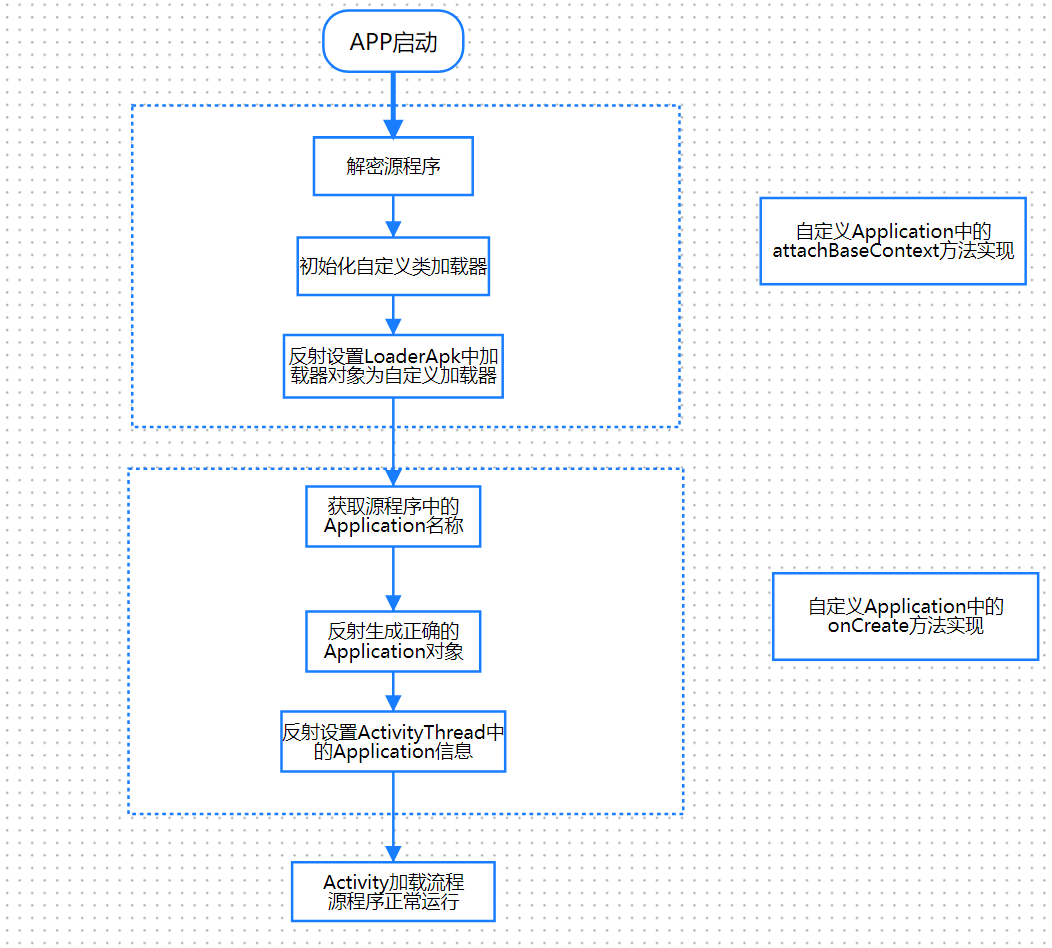 APP启动
解密源程序
自定义Application中的
attachBaseContext方法实现
初始化自定义类加载器
反射设置LoaderApk中加
载器对象为自定义加载器
获取源程序中的
Application名称
自定义Application中的
onCreate方法实现
反射生成正确的
Application对象
反射设置ActivityThread中
的Application信息
Activity加载流程
源程序正常运行